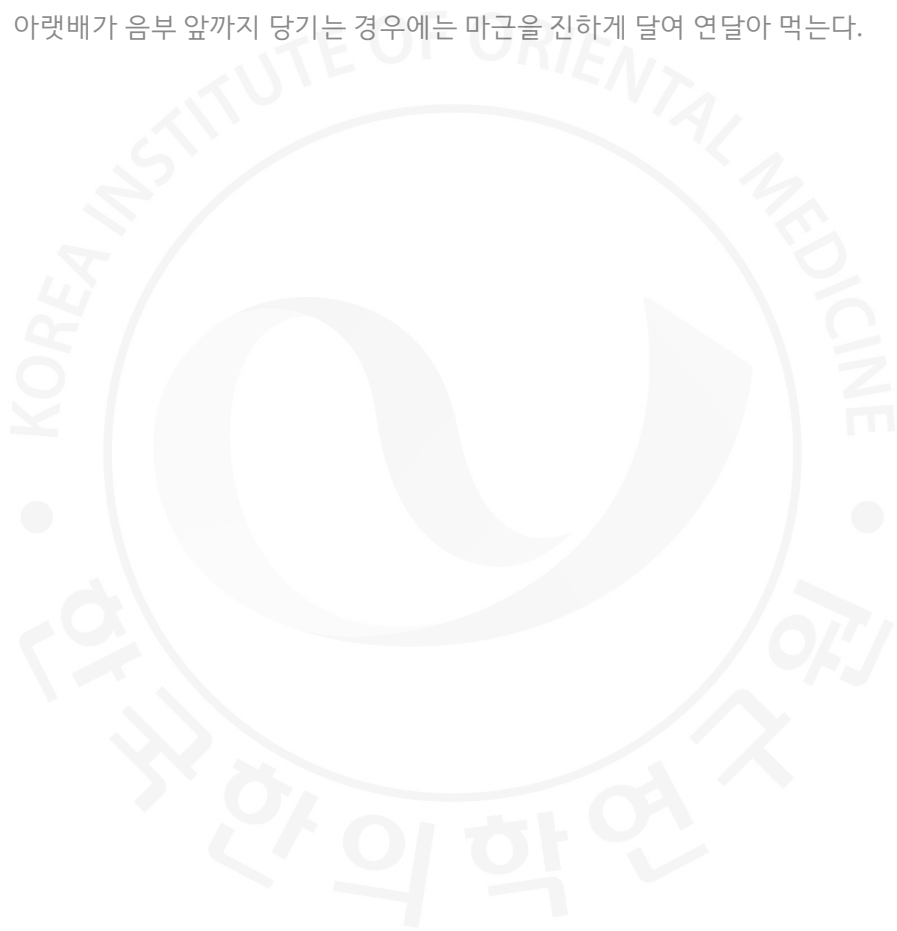 아랫배가 음부 앞까지 당기는 경우에는 마근을 진하게 달여 연달아 먹는다.
KOREA INSTITUTE OF ORIENTAL MEDICINE
한국한의학연구원